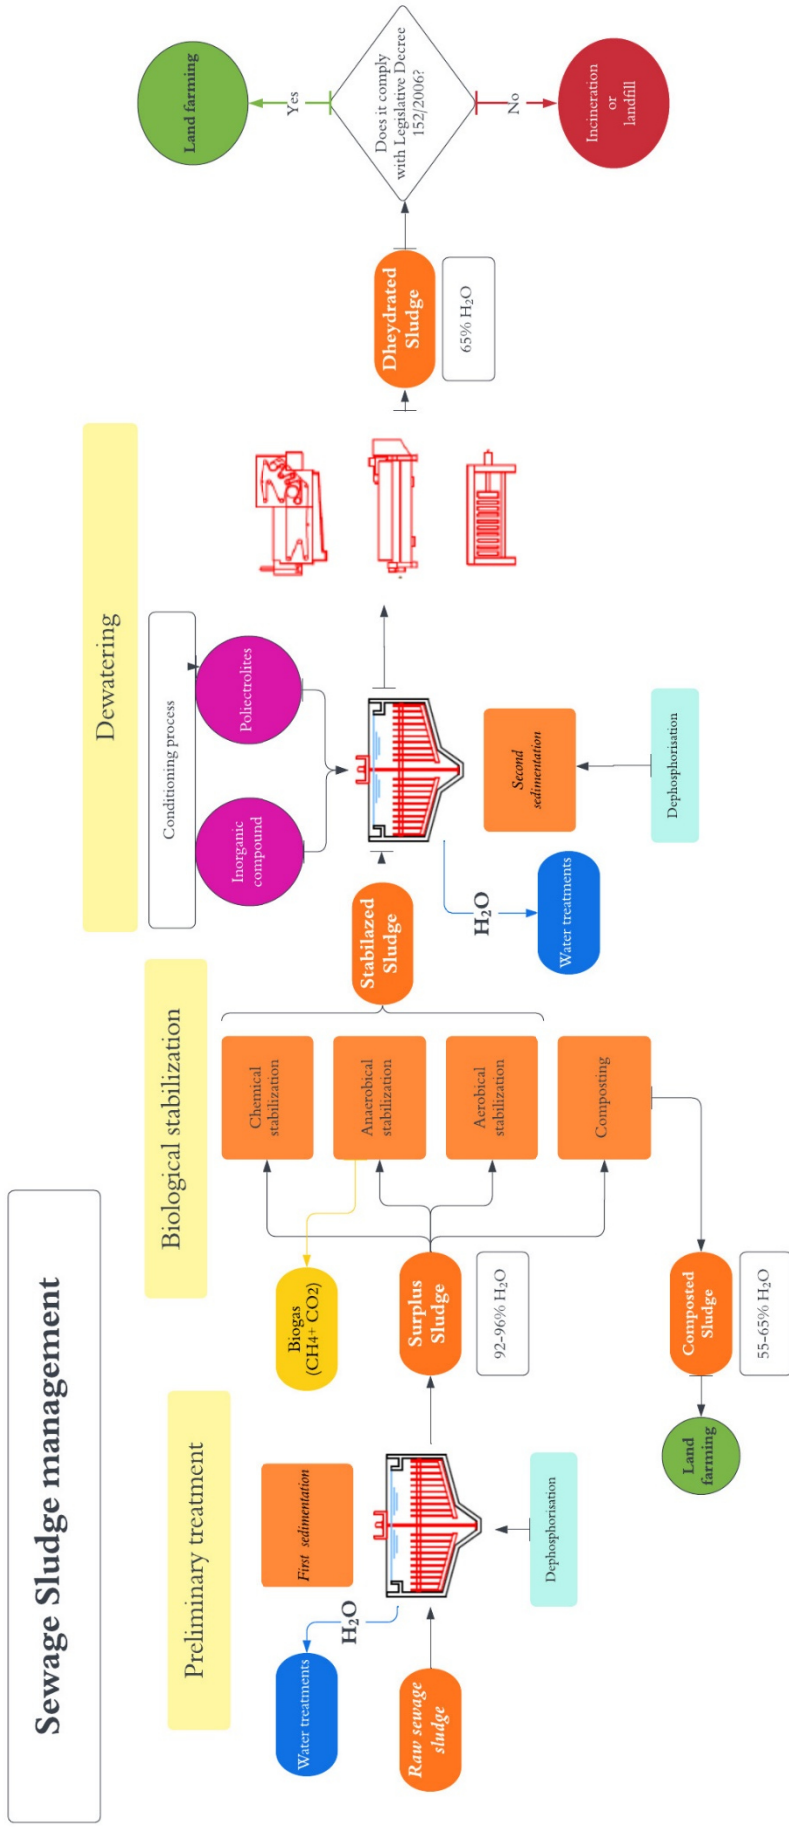 Sewage Sludge management
Preliminary treatment
Biological stabilization
Dewatering
Water treatments
H₂O
First sedimentation
Raw sewage
sludge
Dephosphorisation
Biogas
(CH4+ CO2)
Surplus
Sludge
92-96% H₂O
Chemical
stabilization
Anaerobical
stabilization
Aerobical
stabilization
Composting
Composted
Sludge
55-65% H₂O
Land
farming
Stabilazed
Sludge
Conditioning process
Inorganic
compound
Poliectrolites
H₂O
Water treatments
Second
sedimentation
Dephosphorisation
Dheydrated
Sludge
65% H₂O
Does it comply
with Legislative Decree
152/2006?
Yes
Land farming
No
Incineration
or
landfill